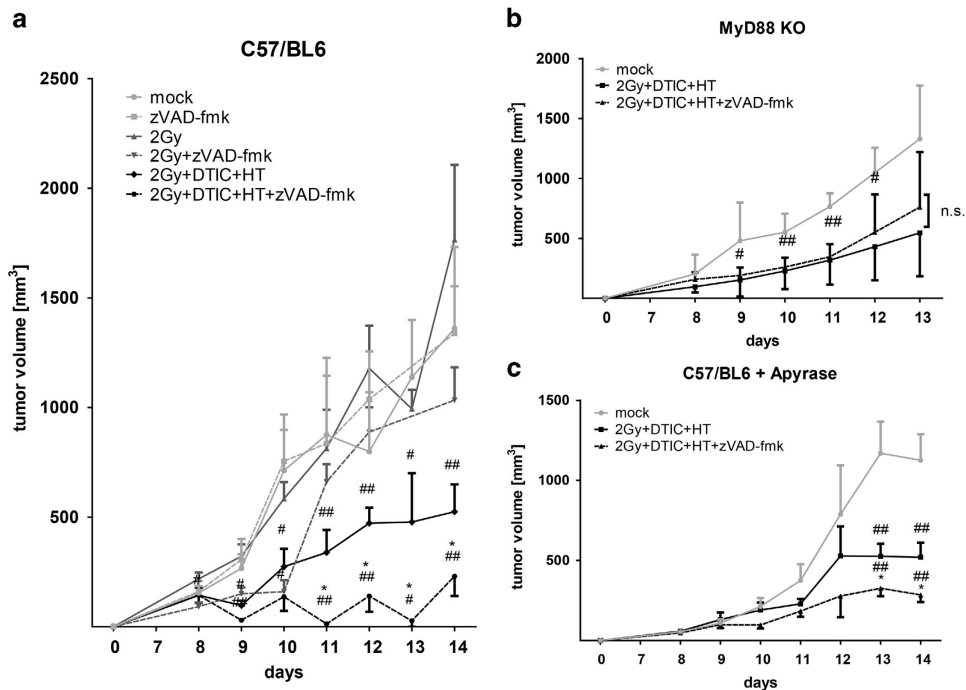 a
C57/BL6
tumor volume [mm³]
2500
2000
1500
1000
500
mock
zVAD-fmk
2Gy
2Gy+zVAD-fmk
2Gy+DTIC+HT
2Gy+DTIC+HT+zVAD-fmk
#
#
##
#
#
##
*
##
##
*
##
#
*
#
##
*
##
0 7 8 9 10 11 12 13 14
days
b
MyD88 KO
tumor volume [mm³]
2000
1500
1000
500
mock
2Gy+DTIC+HT
2Gy+DTIC+HT+zVAD-fmk
#
##
##
#
n.s.
0 7 8 9 10 11 12 13
days
c
C57/BL6 + Apyrase
tumor volume [mm³]
1500
1000
500
mock
2Gy+DTIC+HT
2Gy+DTIC+HT+zVAD-fmk
## ##
## ##
* *
0 7 8 9 10 11 12 13 14
days